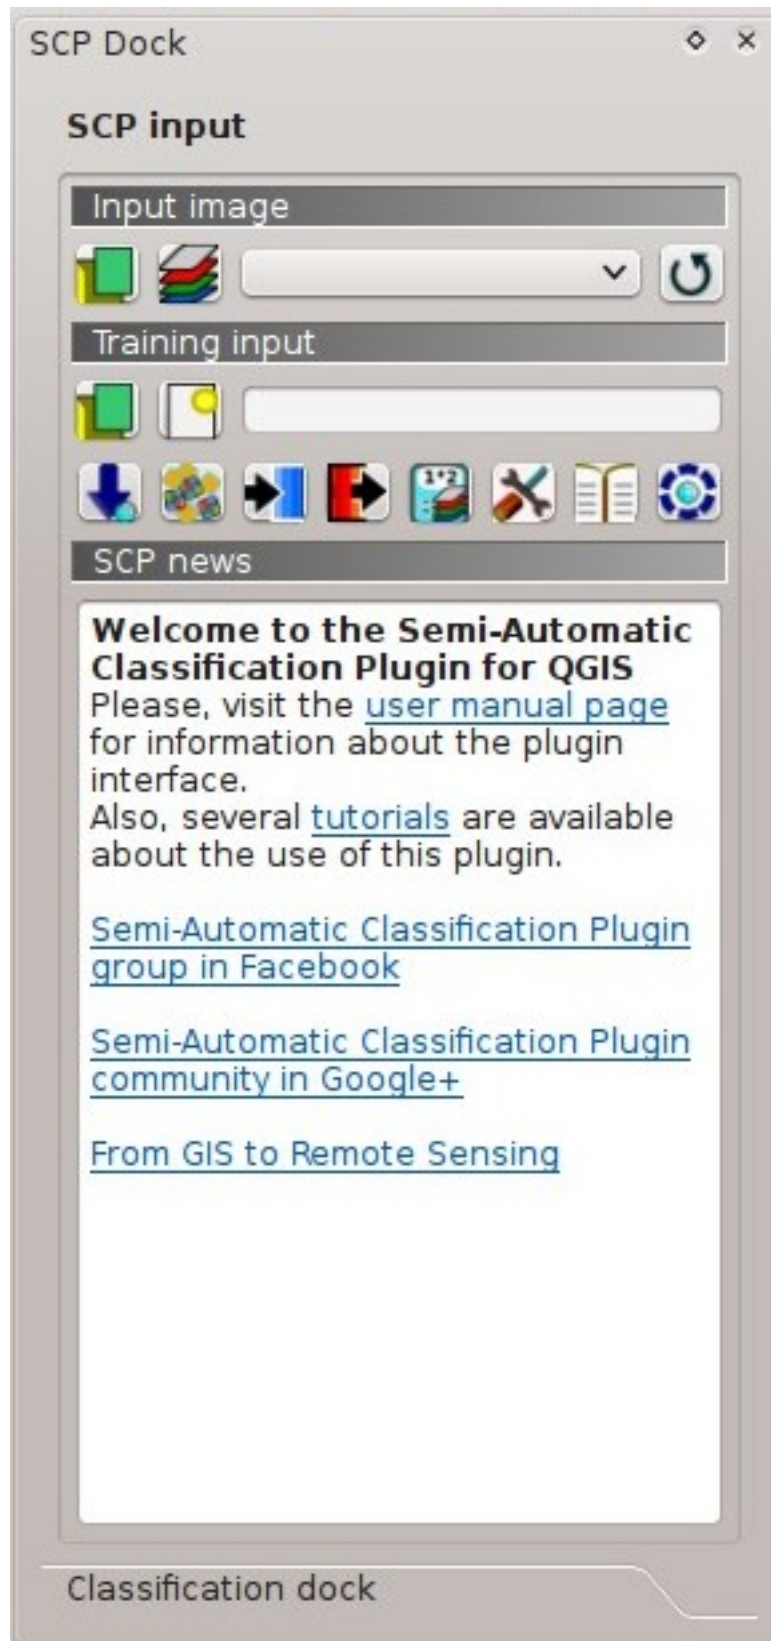 SCP Dock
SCP input
Input image
Training input
1*2
SCP news
Welcome to the Semi-Automatic
Classification Plugin for QGIS
Please, visit the user manual page
for information about the plugin
interface.
Also, several tutorials are available
about the use of this plugin.
Semi-Automatic Classification Plugin
group in Facebook
Semi-Automatic Classification Plugin
community in Google+
From GIS to Remote Sensing
Classification dock